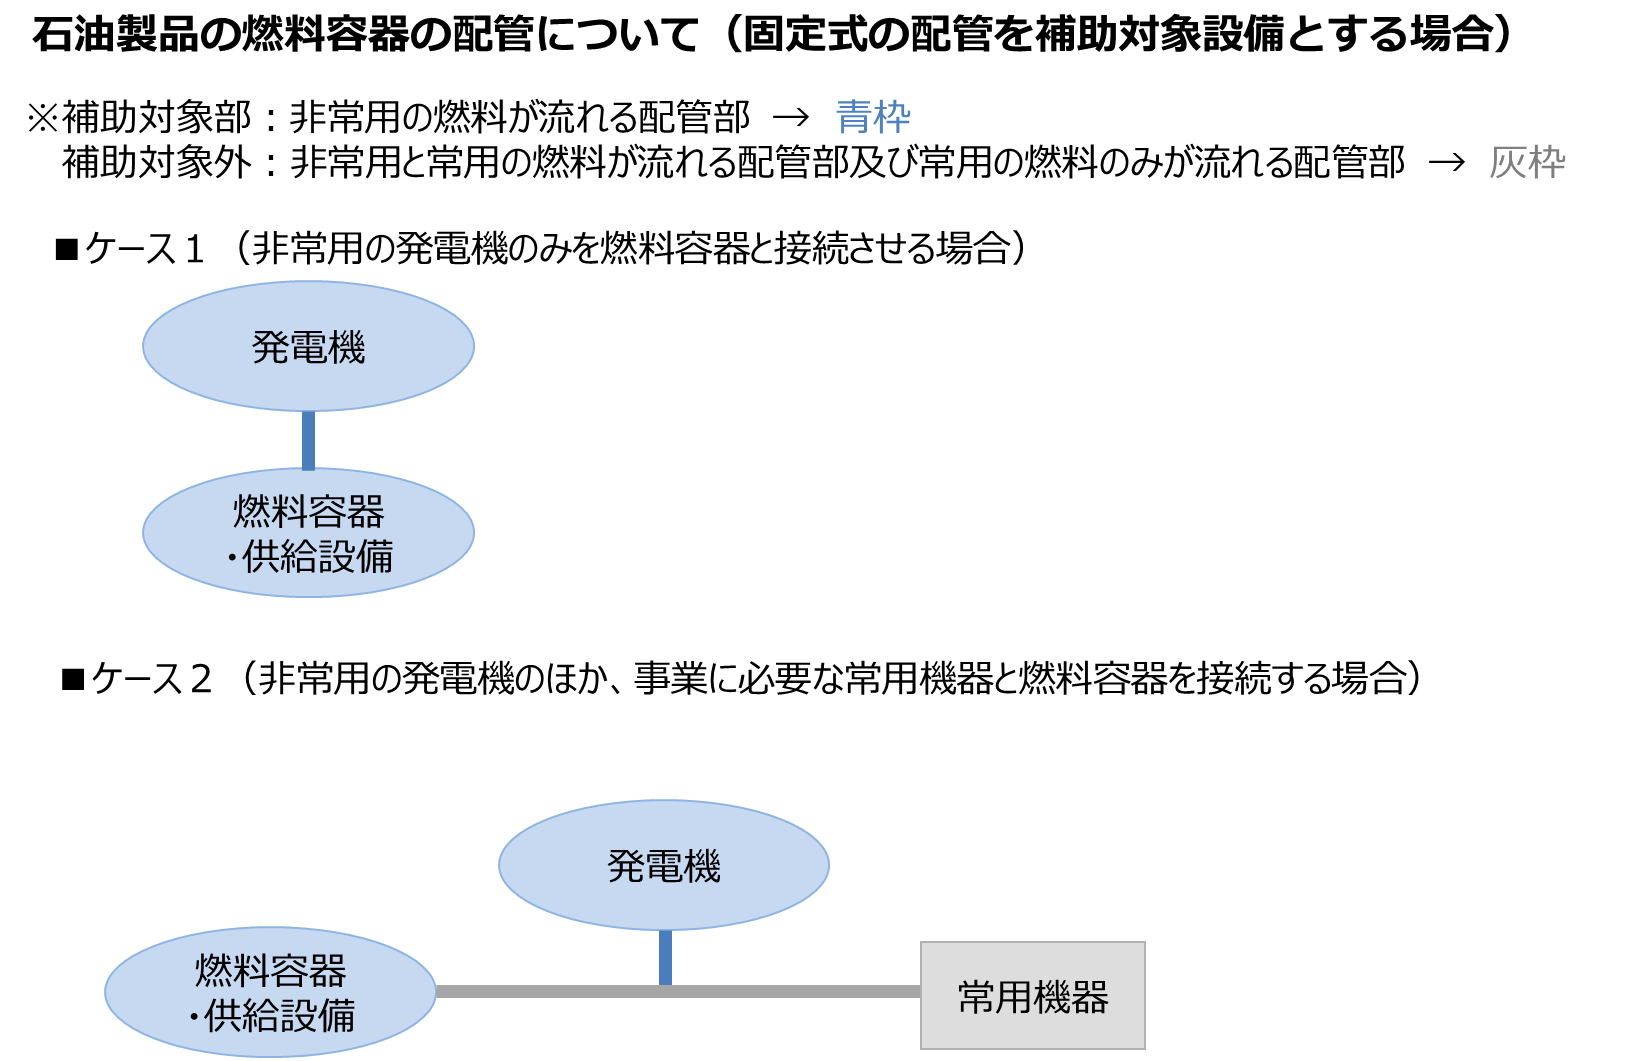 石油製品の燃料容器の配管について（固定式の配管を補助対象設備とする場合）
※補助対象部：非常用の燃料が流れる配管部 → 青枠
補助対象外：非常用と常用の燃料が流れる配管部及び常用の燃料のみが流れる配管部 → 灰枠
■ケース１（非常用の発電機のみを燃料容器と接続させる場合）
発電機
燃料容器
・供給設備
■ケース２（非常用の発電機のほか、事業に必要な常用機器と燃料容器を接続する場合）
発電機
燃料容器
・供給設備
常用機器